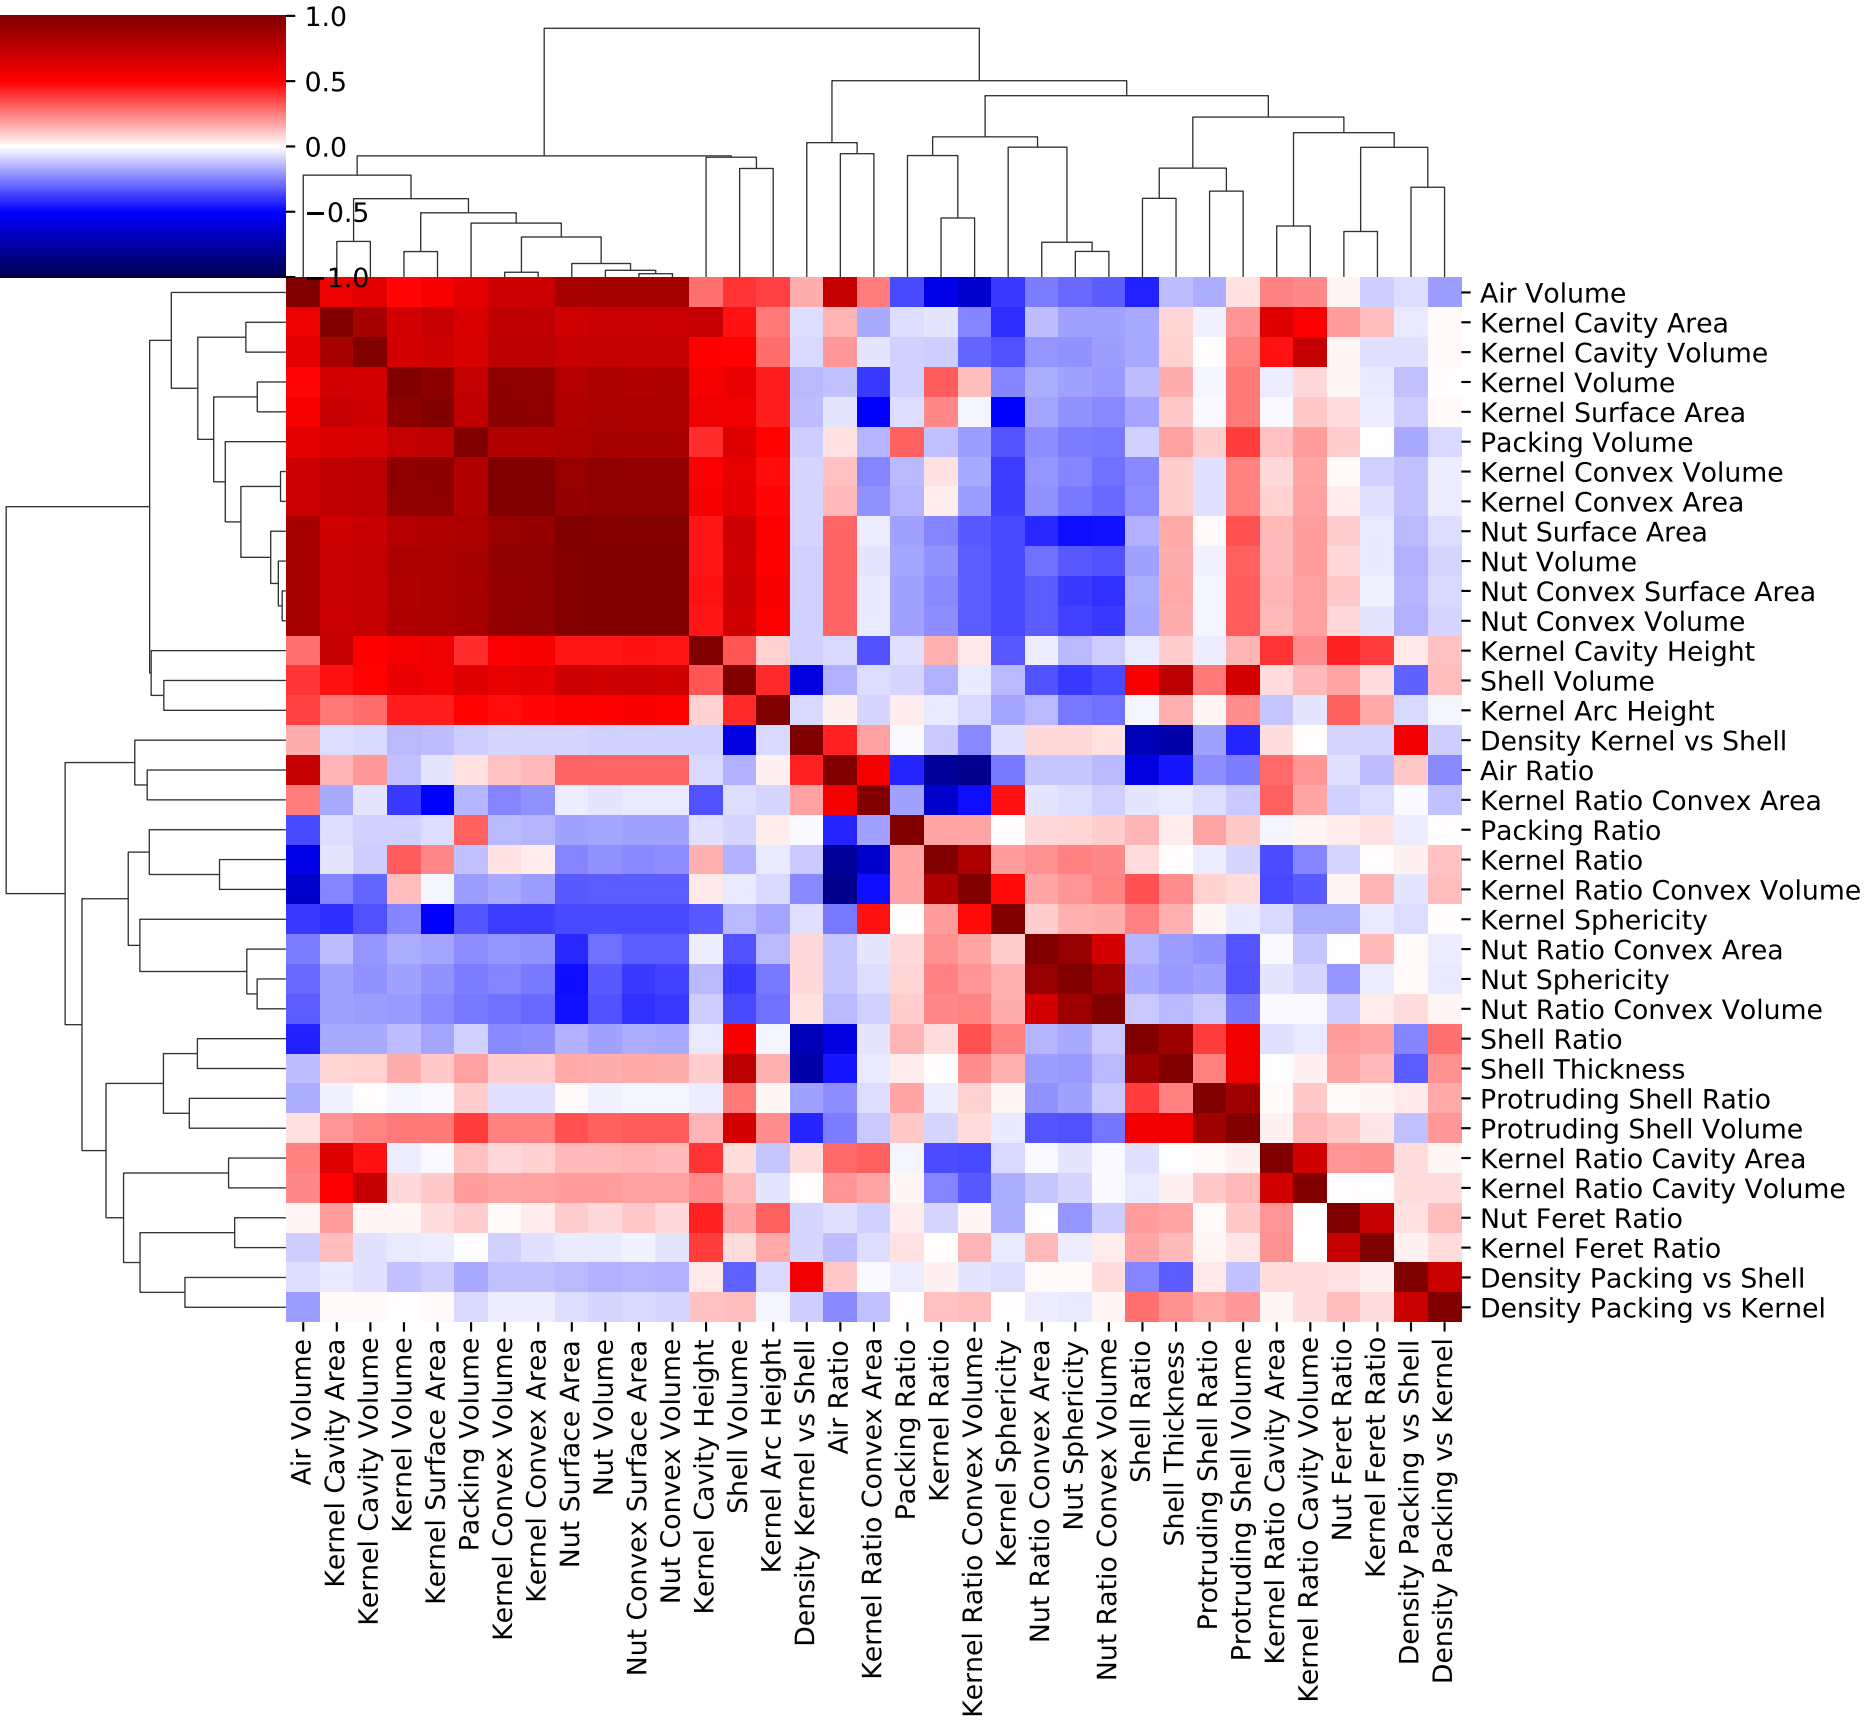 1.0
0.5
0.0
−0.5
1.0
Air Volume
Kernel Cavity Area
Kernel Cavity Volume
Kernel Volume
Kernel Surface Area
Packing Volume
Kernel Convex Volume
Kernel Convex Area
Nut Surface Area
Nut Volume
Nut Convex Surface Area
Nut Convex Volume
Kernel Cavity Height
Shell Volume
Kernel Arc Height
Density Kernel vs Shell
Air Ratio
Kernel Ratio Convex Area
Packing Ratio
Kernel Ratio
Kernel Ratio Convex Volume
Kernel Sphericity
Nut Ratio Convex Area
Nut Sphericity
Nut Ratio Convex Volume
Shell Ratio
Shell Thickness
Protruding Shell Ratio
Protruding Shell Volume
Kernel Ratio Cavity Area
Kernel Ratio Cavity Volume
Nut Feret Ratio
Kernel Feret Ratio
Density Packing vs Shell
Density Packing vs Kernel
Air Volume
Kernel Cavity Area
Kernel Cavity Volume
Kernel Volume
Kernel Surface Area
Packing Volume
Kernel Convex Volume
Kernel Convex Area
Nut Surface Area
Nut Volume
Nut Convex Surface Area
Nut Convex Volume
Kernel Cavity Height
Shell Volume
Kernel Arc Height
Density Kernel vs Shell
Air Ratio
Kernel Ratio Convex Area
Packing Ratio
Kernel Ratio
Kernel Ratio Convex Volume
Kernel Sphericity
Nut Ratio Convex Area
Nut Sphericity
Nut Ratio Convex Volume
Shell Ratio
Shell Thickness
Protruding Shell Ratio
Protruding Shell Volume
Kernel Ratio Cavity Area
Kernel Ratio Cavity Volume
Nut Feret Ratio
Kernel Feret Ratio
Density Packing vs Shell
Density Packing vs Kernel